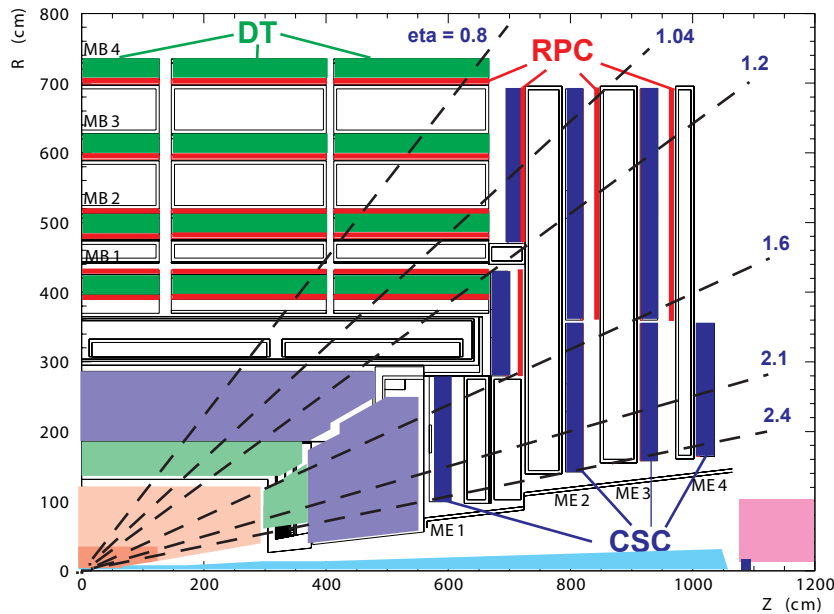 R (cm)
800
700
600
500
400
300
200
100
0
0
200
400
600
800
1000
1200
Z (cm)
MB 4
MB 3
MB 2
MB 1
DT
eta = 0.8
RPC
1.04
1.2
1.6
2.1
2.4
ME 1
ME 2
ME 3
ME 4
CSC